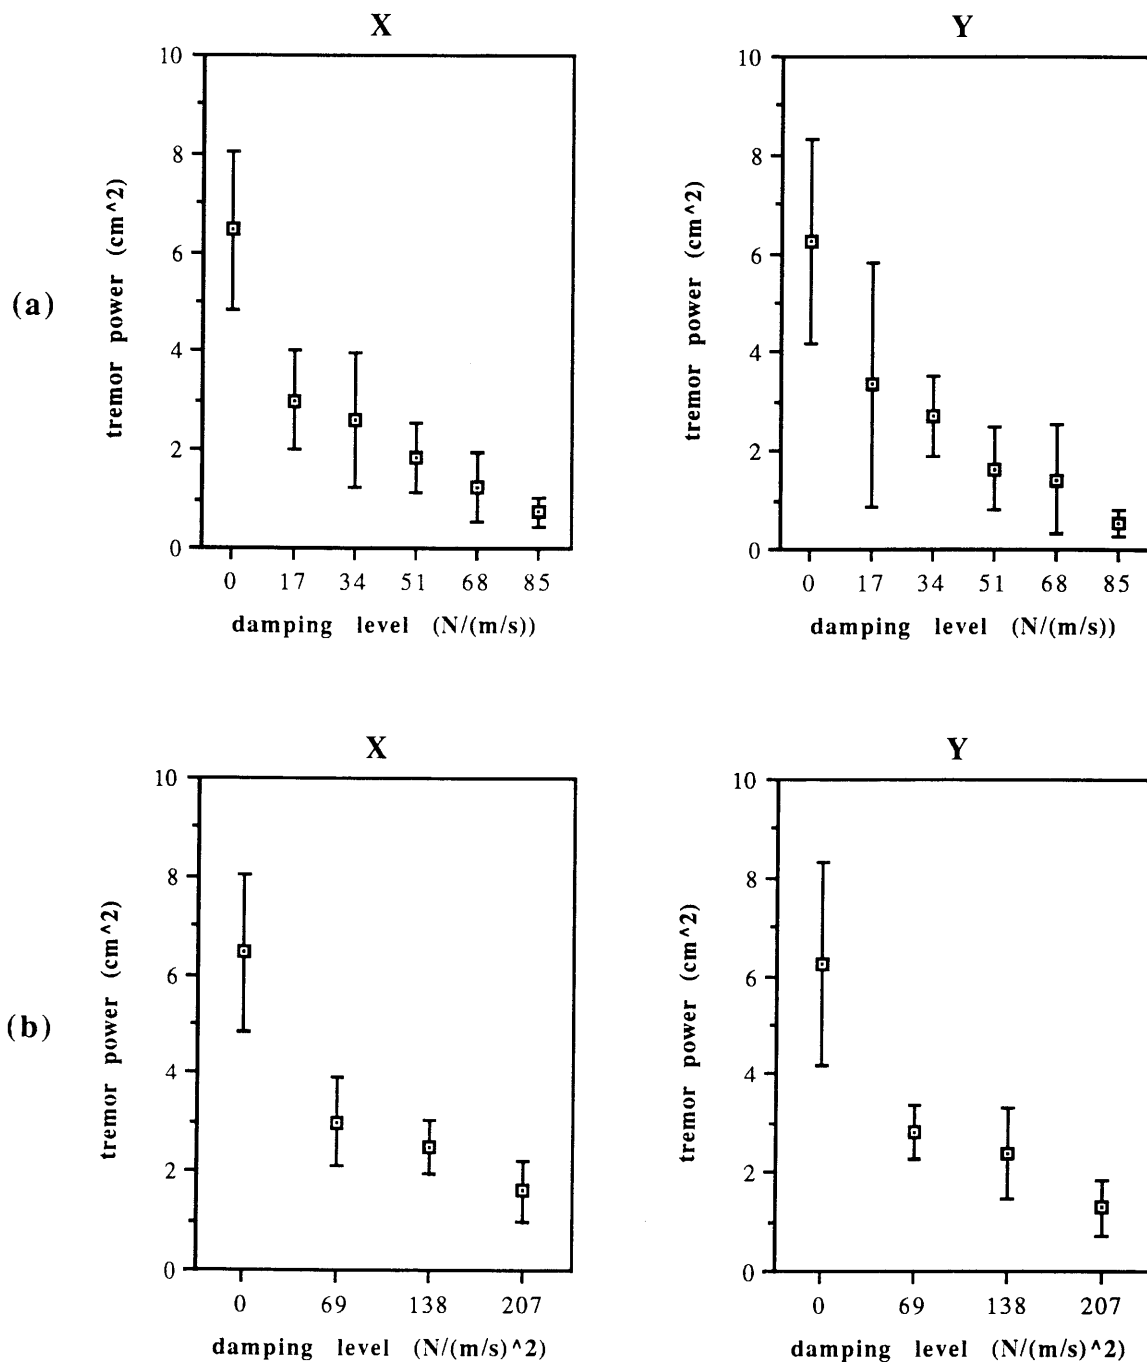 X
10
8
6
4
2
0
tremor power (cm^2)
0 17 34 51 68 85
damping level (N/(m/s))
Y
10
8
6
4
2
0
tremor power (cm^2)
0 17 34 51 68 85
damping level (N/(m/s))
(a)
X
10
8
6
4
2
0
tremor power (cm^2)
0 69 138 207
damping level (N/(m/s)^2)
Y
10
8
6
4
2
0
tremor power (cm^2)
0 69 138 207
damping level (N/(m/s)^2)
(b)